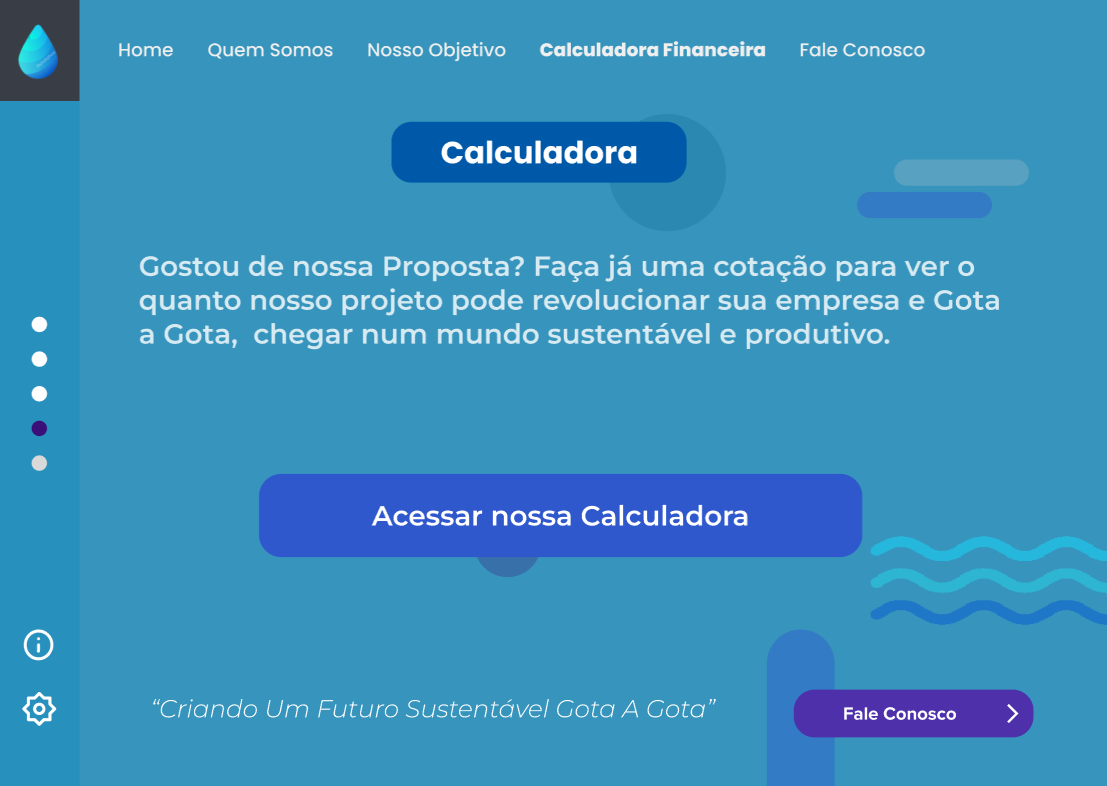 Home
Quem Somos
Nosso Objetivo
Calculadora Financeira
Fale Conosco
Calculadora
Gostou de nossa Proposta? Faça já uma cotação para ver o
quanto nosso projeto pode revolucionar sua empresa e Gota
a Gota,  chegar num mundo sustentável e produtivo.
Acessar nossa Calculadora
“Criando Um Futuro Sustentável Gota A Gota”
Fale Conosco